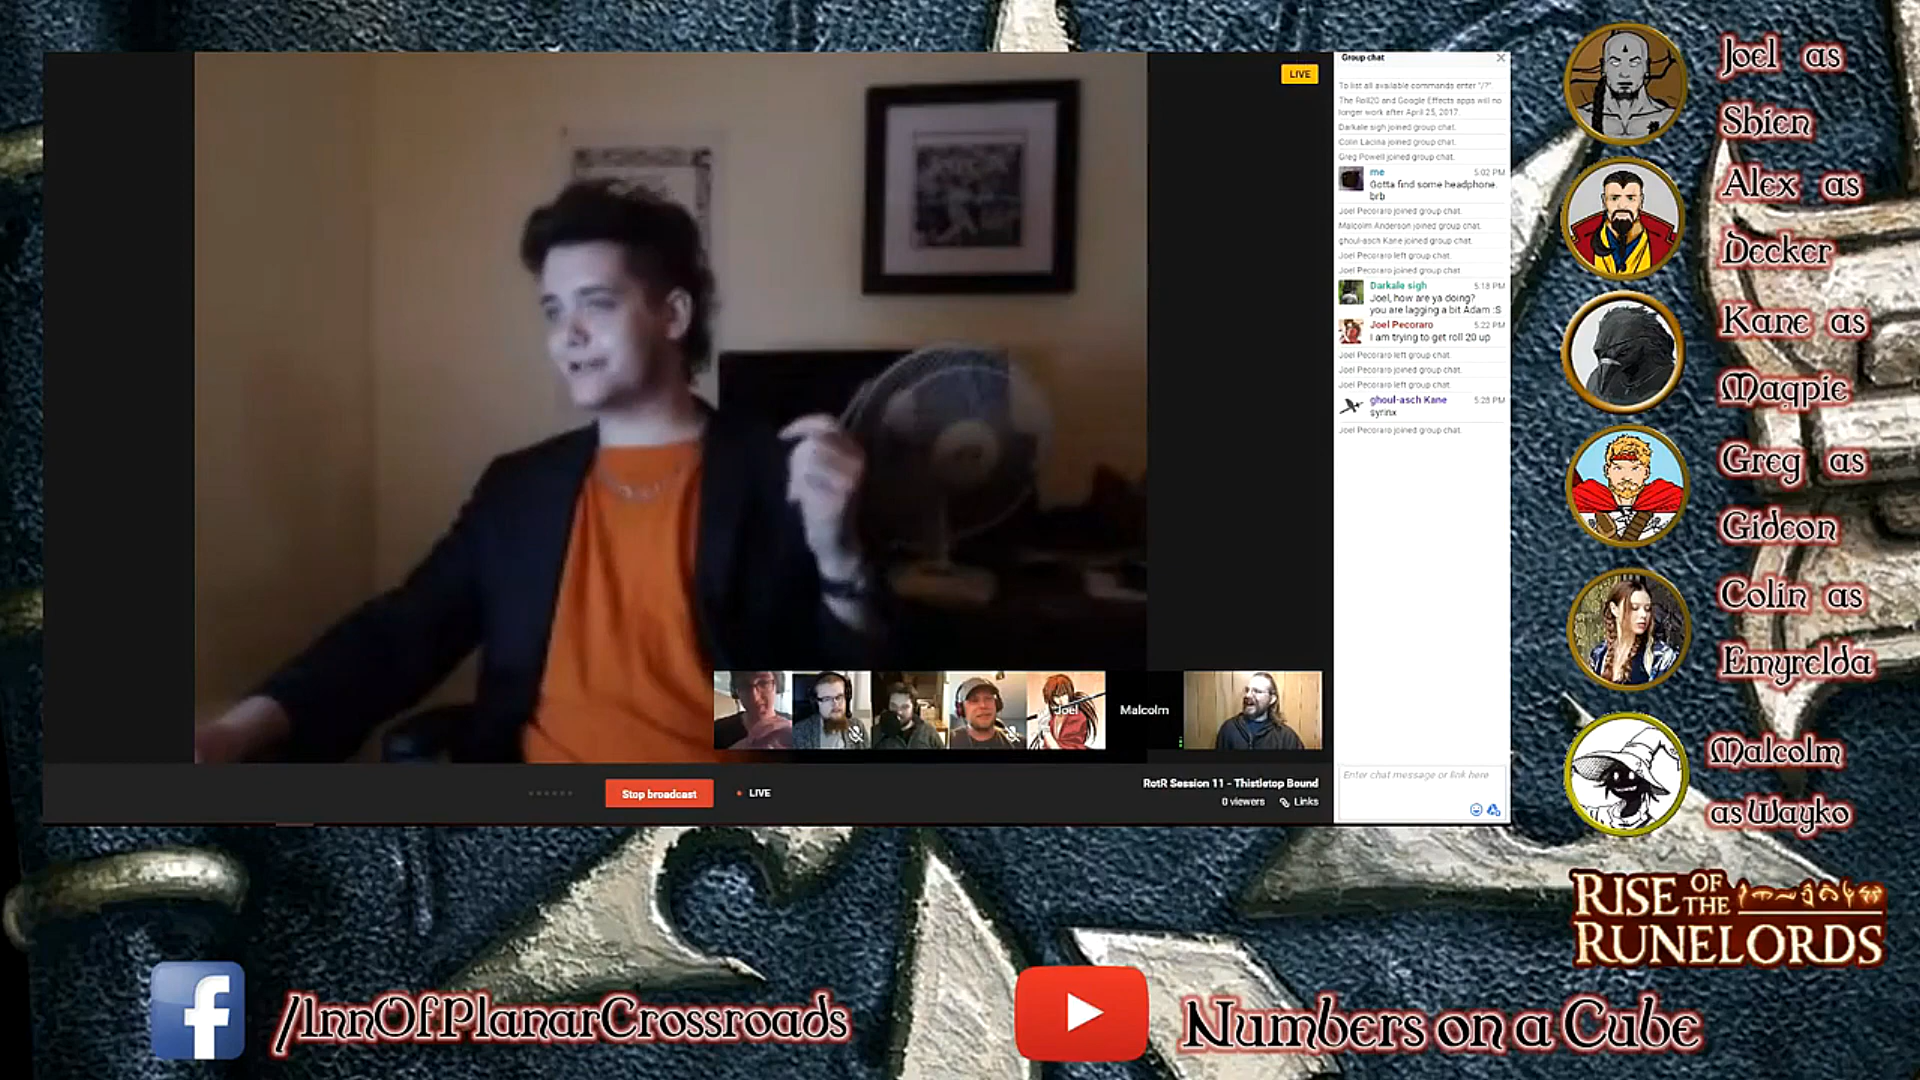 LIVE
Group chat
To list all available commands enter "/?".
The Roll20 and Google Effects apps will no
longer work after April 25, 2017.
Darkale sigh joined group chat.
Colin Lacina joined group chat.
Greg Powell joined group chat.
me 5:02 PM
Gotta find some headphone.
brb
Joel Pecoraro joined group chat.
Malcolm Anderson joined group chat.
ghoul-asch Kane joined group chat.
Joel Pecoraro left group chat.
Joel Pecoraro joined group chat.
Darkale sigh 5:18 PM
Joel, how are ya doing?
you are lagging a bit Adam :S
Joel Pecoraro 5:22 PM
I am trying to get roll 20 up
Joel Pecoraro left group chat.
Joel Pecoraro joined group chat.
Joel Pecoraro left group chat.
ghoul-asch Kane 5:28 PM
syrinx
Joel Pecoraro joined group chat.
Enter chat message or link here
Joel
Malcolm
Stop broadcast
LIVE
RotR Session 11 - Thistletop Bound
0 viewers Links
Joel as
Shien
Alex as
Decker
Kane as
Magpie
Greg as
Gideon
Colin as
Emyrelda
Malcolm
as Wayko
RISE OF THE
RUNELORDS
f /InnOfPlanarCrossroads
Numbers on a Cube